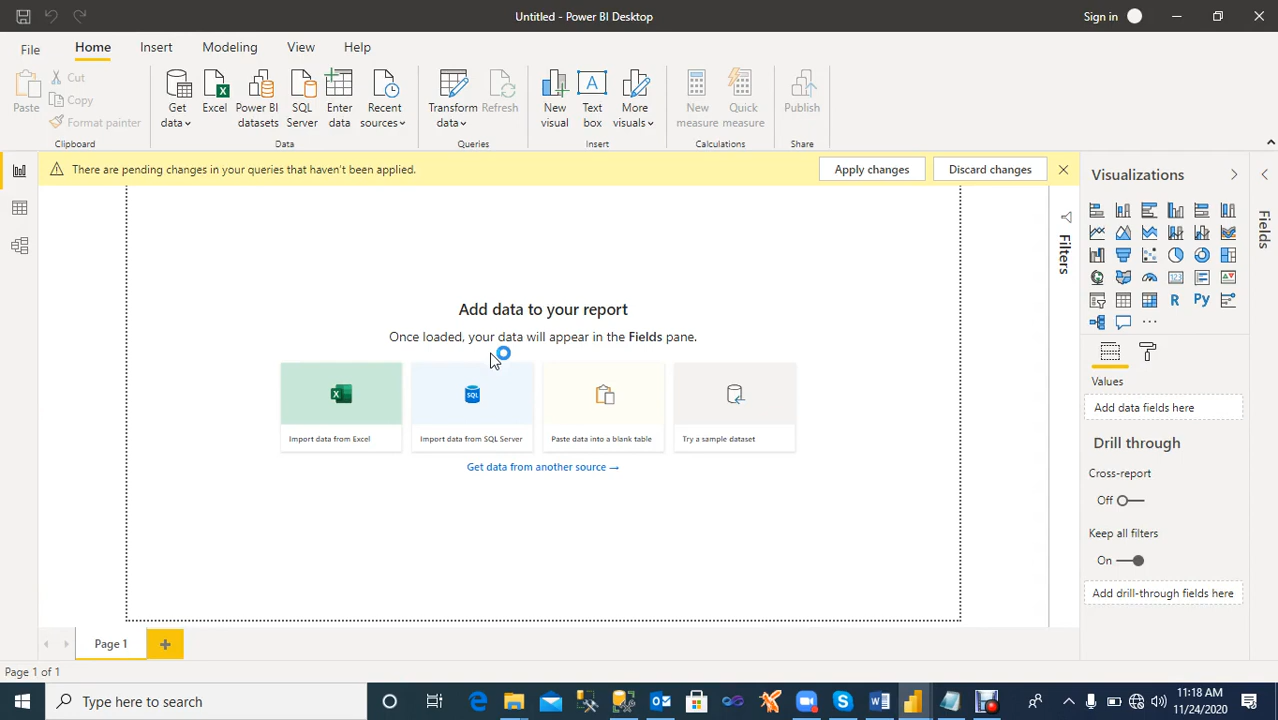 Untitled - Power BI Desktop
Sign in
File
Home
Insert
Modeling
View
Help
Paste
Cut
Copy
Format painter
Clipboard
Get
data
Excel
Power BI
datasets
SQL
Server
Enter
data
Recent
sources
Data
Transform
data
Refresh
Queries
New
visual
A
Text
box
More
visuals
Insert
New
measure
Quick
measure
Calculations
Publish
Share
There are pending changes in your queries that haven't been applied.
Apply changes
Discard changes
Add data to your report
Once loaded, your data will appear in the Fields pane.
SQL
Import data from Excel
Import data from SQL Server
Paste data into a blank table
Try a sample dataset
Get data from another source →
Filters
Visualizations
123
R
Py
Values
Add data fields here
Drill through
Cross-report
Off
Keep all filters
On
Add drill-through fields here
Fields
Page 1
Page 1 of 1
Type here to search
11:18 AM
11/24/2020